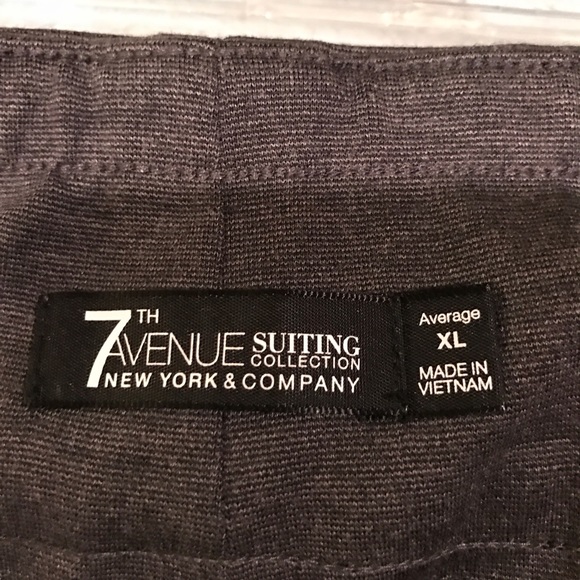 7TH
AVENUE SUITING
COLLECTION
NEW YORK & COMPANY
Average
XL
MADE IN
VIETNAM